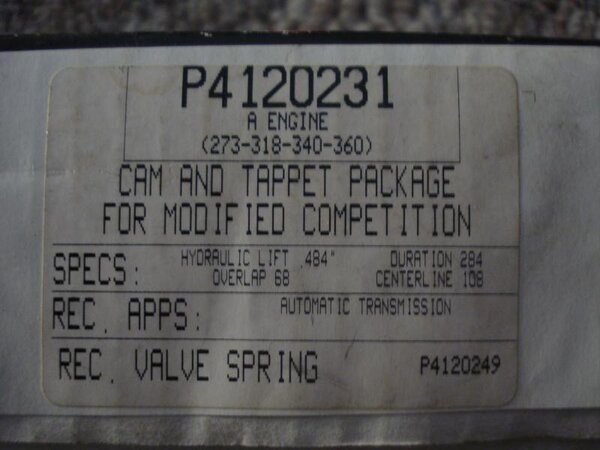 P4120231
A ENGINE
(273-318-340-360)
CAM AND TAPPET PACKAGE
FOR MODIFIED COMPETITION
SPECS: HYDRAULIC LIFT .484" DURATION 284
OVERLAP 68 CENTERLINE 108
REC. APPS: AUTOMATIC TRANSMISSION
REC. VALVE SPRING P4120249